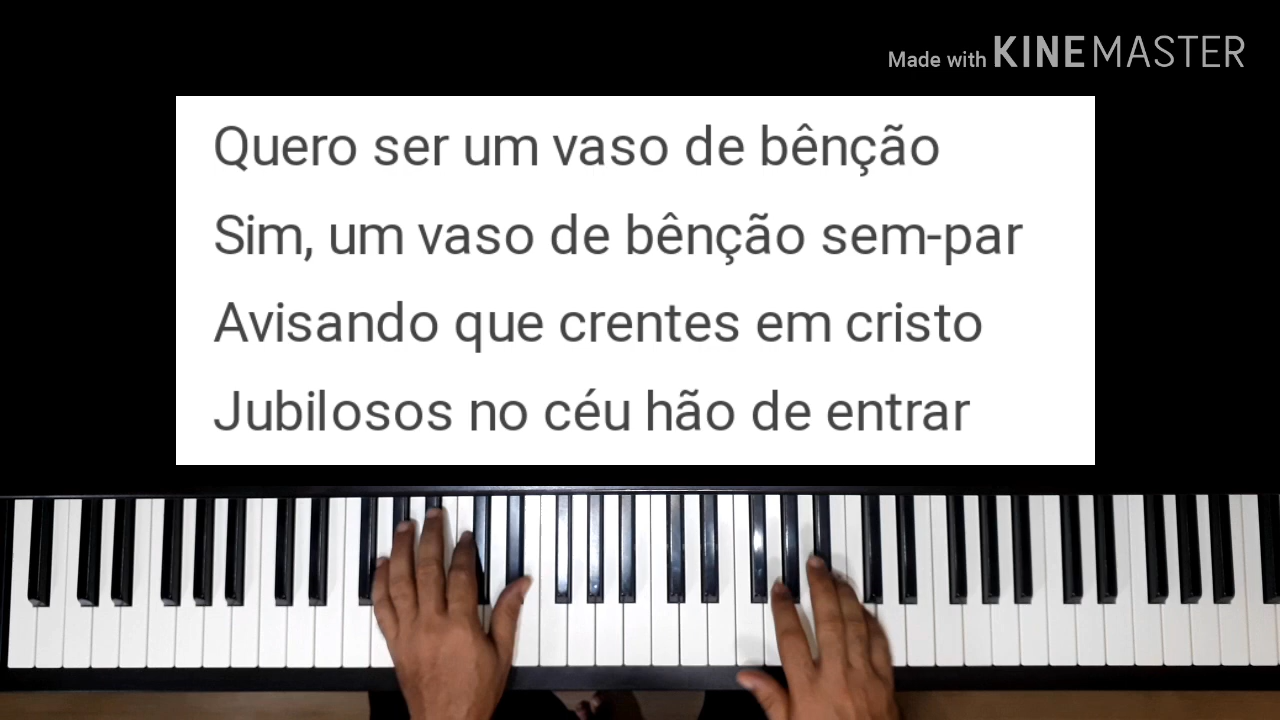 Made with KINEMASTER
Quero ser um vaso de bênção
Sim, um vaso de bênção sem-par
Avisando que crentes em cristo
Jubilosos no céu hão de entrar